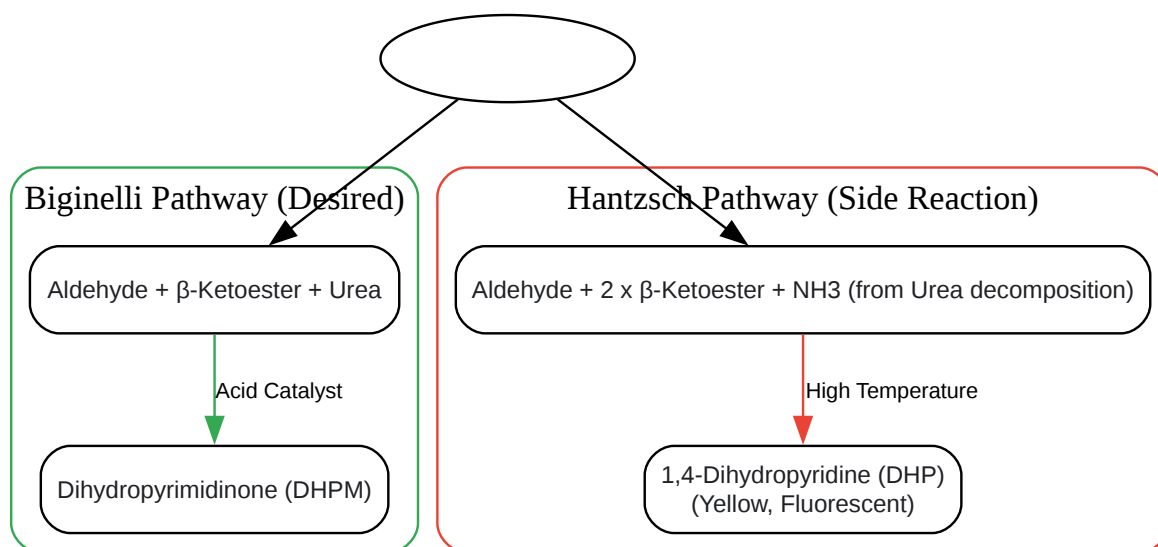 Biginelli Pathway (Desired)
Hantzsch Pathway (Side Reaction)
Aldehyde + β-Ketoester + Urea
Aldehyde + 2 x β-Ketoester + NH3 (from Urea decomposition)
Acid Catalyst
High Temperature
Dihydropyrimidinone (DHPM)
1,4-Dihydropyridine (DHP)
(Yellow, Fluorescent)